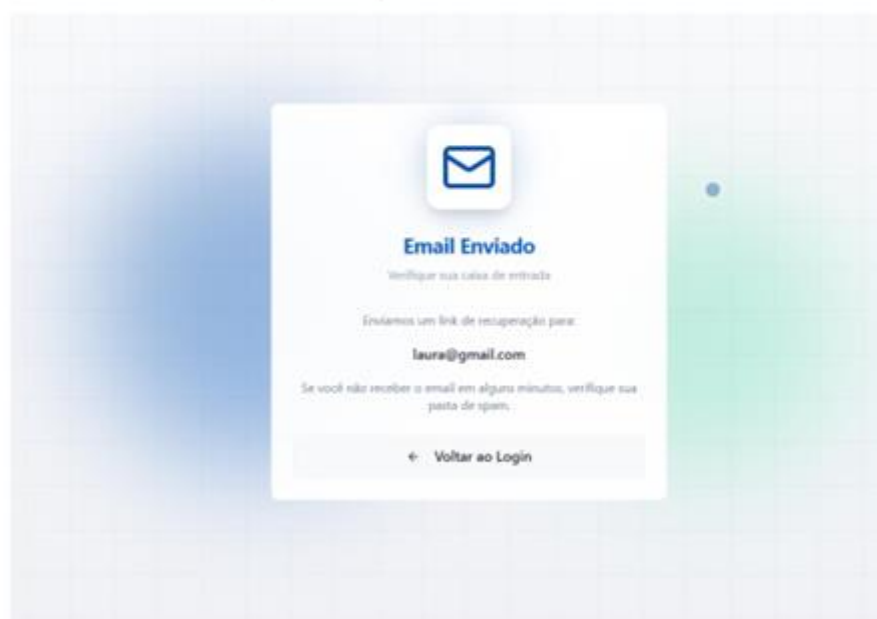 Email Enviado
Verifique sua caixa de entrada
Enviamos um link de recuperação para:
laura@gmail.com
Se você não receber o email em alguns minutos, verifique sua
pasta de spam.
← Voltar ao Login